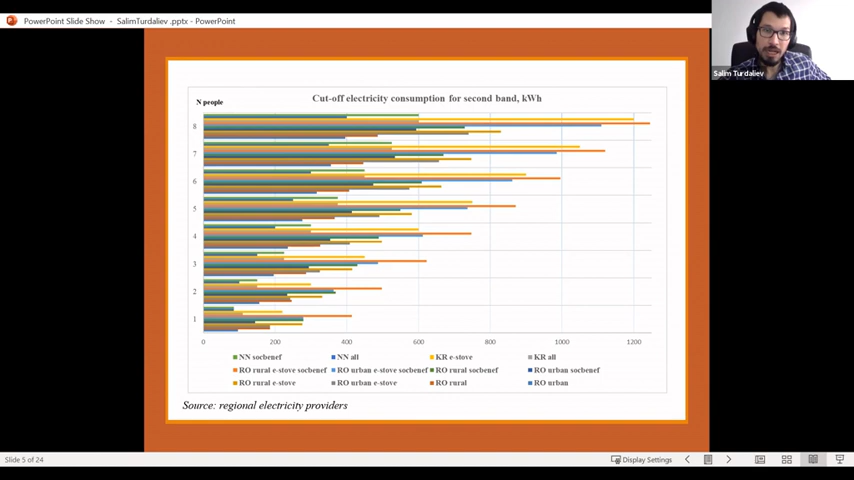 PowerPoint Slide Show - SalimTurdaliev .pptx - PowerPoint
Salim Turdaliev
Cut-off electricity consumption for second band, kWh
N people
8
7
6
5
4
3
2
1
0 200 400 600 800 1000 1200
NN socbenef NN all KR e-stove KR all
RO rural e-stove socbenef RO urban e-stove socbenef RO rural socbenef RO urban socbenef
RO rural e-stove RO urban e-stove RO rural RO urban
Source: regional electricity providers
Slide 5 of 24 Display Settings